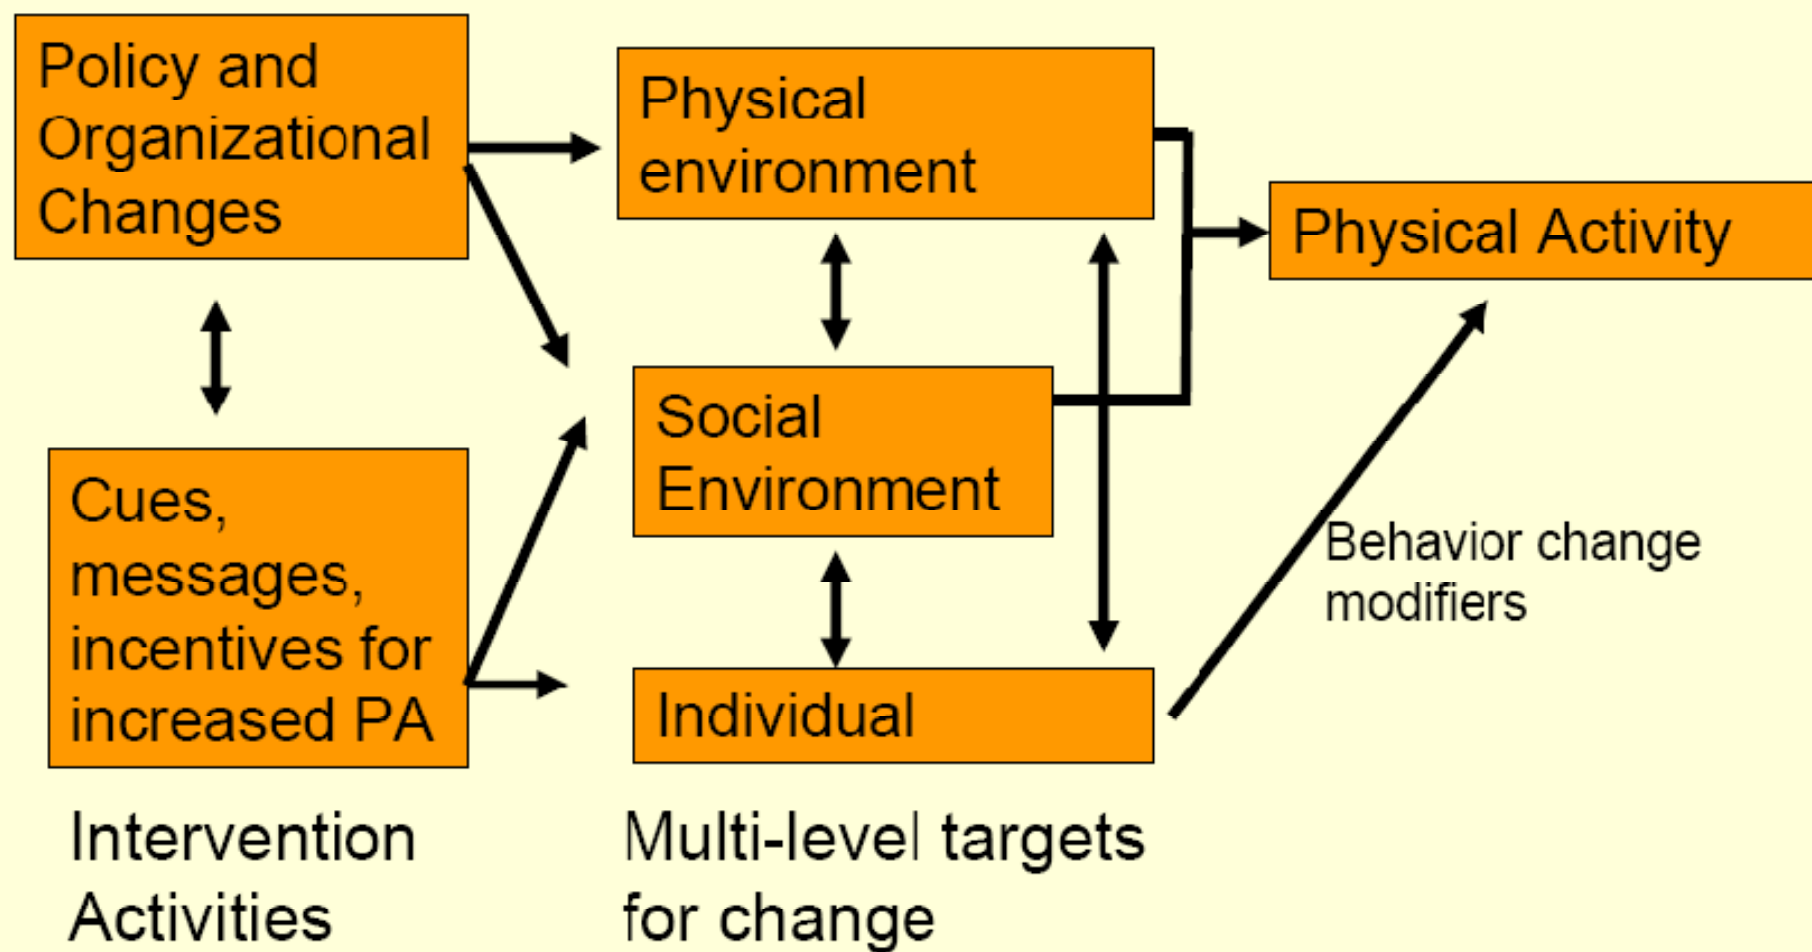 Policy and
Organizational
Changes
Physical
environment
Physical Activity
Social
Environment
Cues,
messages,
incentives for
increased PA
Behavior change
modifiers
Individual
Intervention
Activities
Multi-level targets
for change